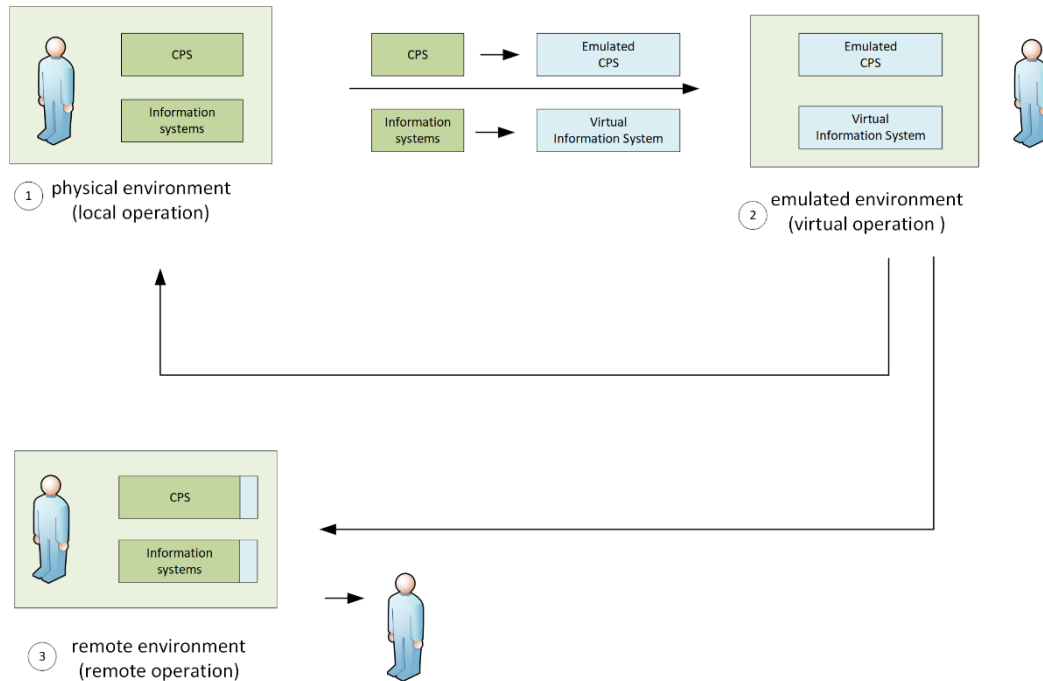 CPS
Information
systems
1
physical environment
(local operation)
CPS
Emulated
CPS
Information
systems
Virtual
Information System
Emulated
CPS
Virtual
Information System
2
emulated environment
(virtual operation )
CPS
Information
systems
3
remote environment
(remote operation)